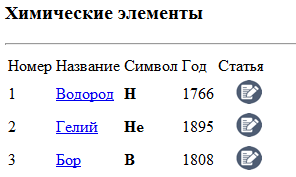 Химические элементы
Номер Название Символ Год Статья
1 Водород H 1766
2 Гелий He 1895
3 Бор B 1808